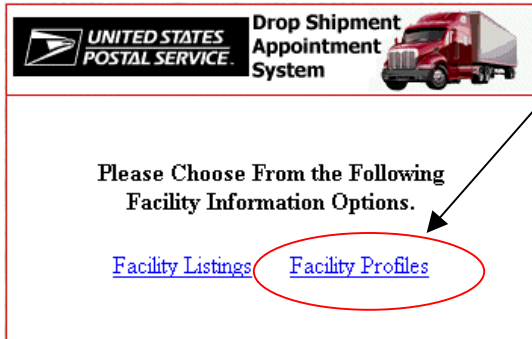 UNITED STATES
POSTAL SERVICE.
Drop Shipment
Appointment
System
Please Choose From the Following
Facility Information Options.
Facility Listings Facility Profiles